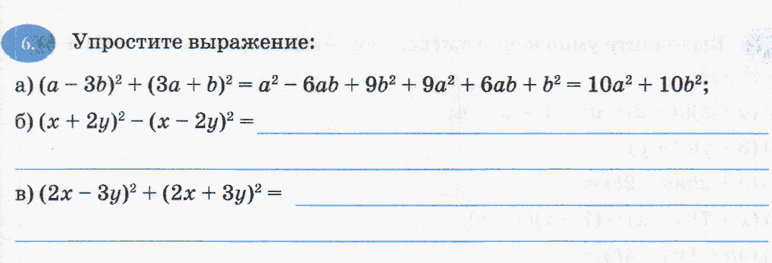 6. Упростите выражение:
а) (a − 3b)² + (3a + b)² = a² − 6ab + 9b² + 9a² + 6ab + b² = 10a² + 10b²;
б) (x + 2y)² − (x − 2y)² =
в) (2x − 3y)² + (2x + 3y)² =